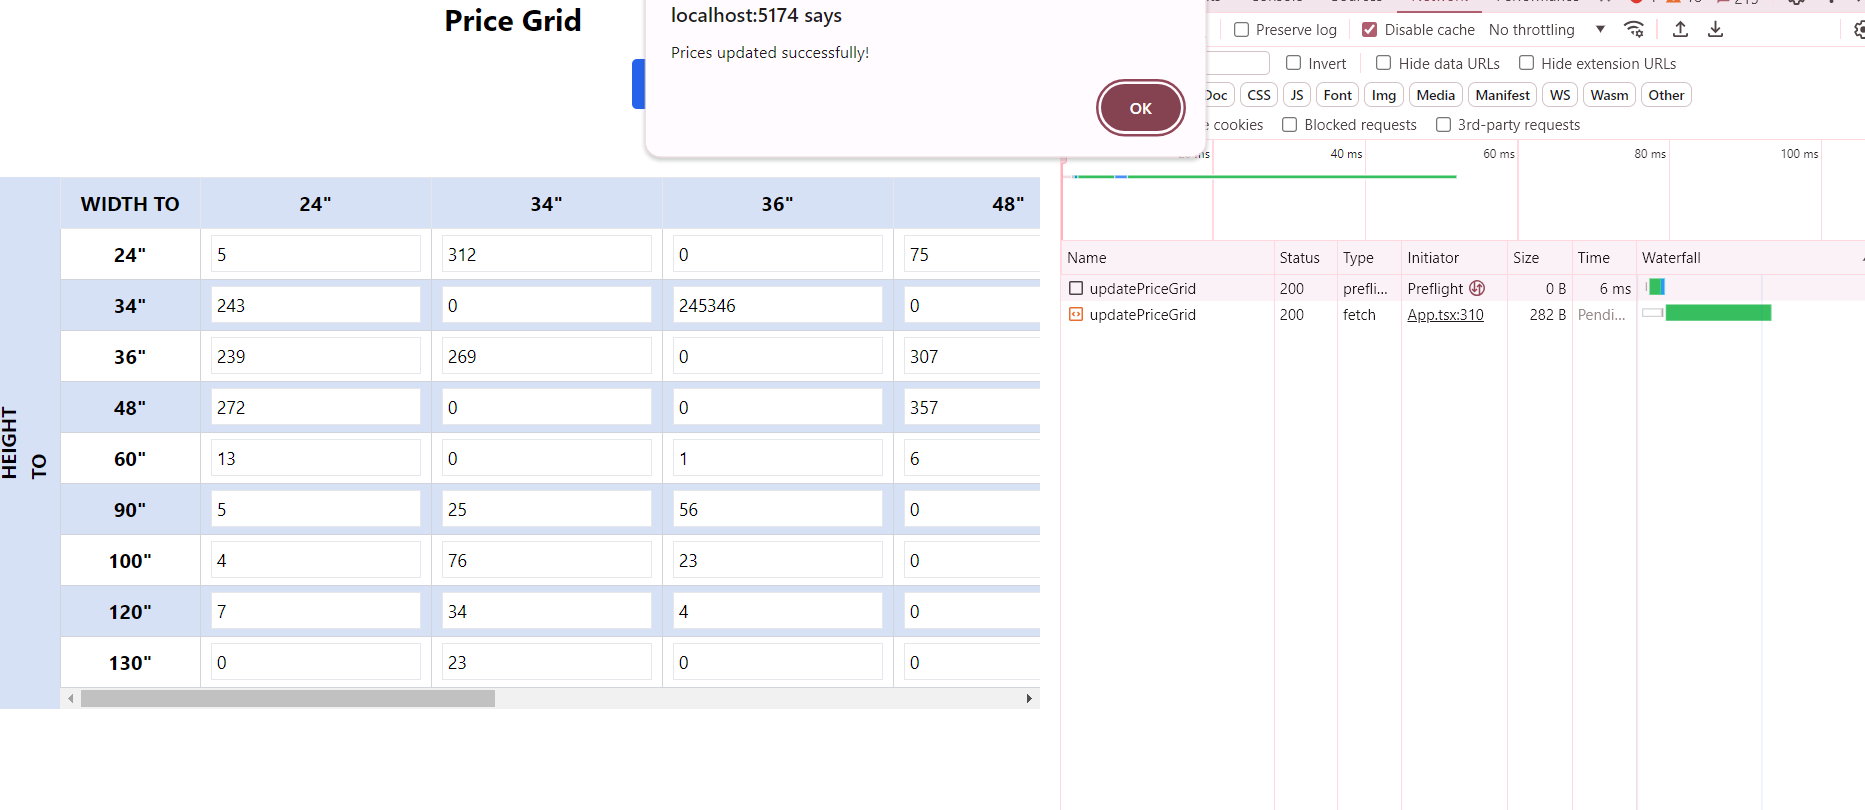 Price Grid
localhost:5174 says
Prices updated successfully!
OK
WIDTH TO 24" 34" 36" 48"
24" 5 312 0 75
34" 243 0 245346 0
36" 239 269 0 307
48" 272 0 0 357
60" 13 0 1 6
90" 5 25 56 0
100" 4 76 23 0
120" 7 34 4 0
130" 0 23 0 0
HEIGHT
TO
Preserve log Disable cache No throttling
Invert Hide data URLs Hide extension URLs
Doc CSS JS Font Img Media Manifest WS Wasm Other
cookies Blocked requests 3rd-party requests
ms 40 ms 60 ms 80 ms 100 ms
Name Status Type Initiator Size Time Waterfall
updatePriceGrid 200 prefli... Preflight 0 B 6 ms
updatePriceGrid 200 fetch App.tsx:310 282 B Pendi...